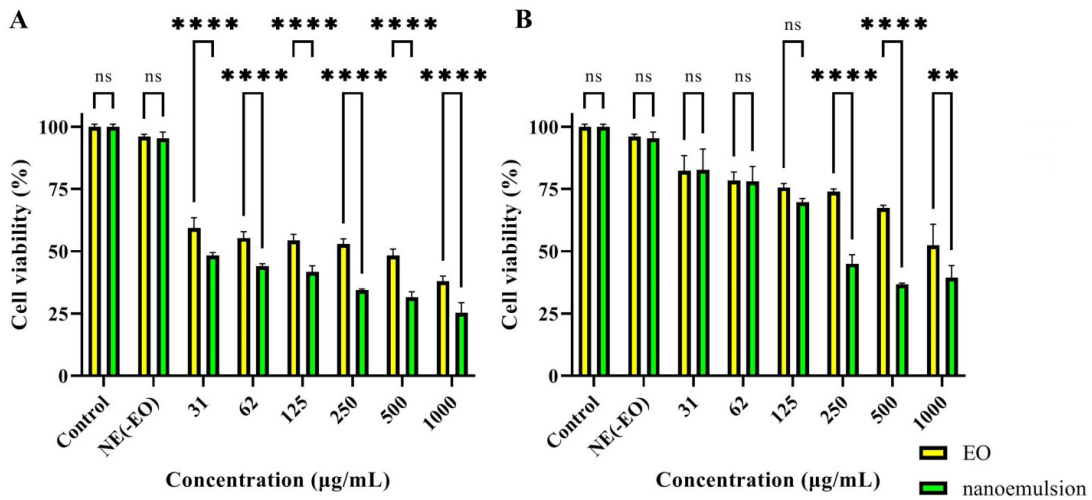 A
**** **** ****
ns ns **** **** ****
Cell viability (%)
100
75
50
25
0
Control NE(-EO) 31 62 125 250 500 1000
Concentration (µg/mL)
B
ns ****
ns ns ns ns **** **
Cell viability (%)
100
75
50
25
0
Control NE(-EO) 31 62 125 250 500 1000
Concentration (µg/mL)
EO
nanoemulsion